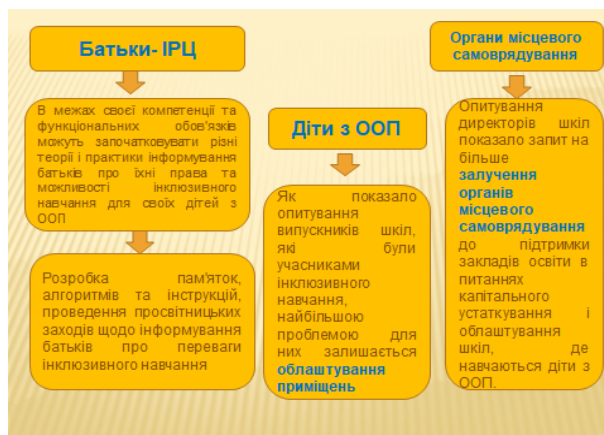 Батьки- ІРЦ
В межах своєї компетенції та
функціональних обов'язків
можуть започатковувати різні
теорії і практики інформування
батьків про їхні права та
можливості інклюзивного
навчання для своїх дітей з
ООП
Розробка пам'яток,
алгоритмів та інструкцій,
проведення просвітницьких
заходів щодо інформування
батьків про переваги
інклюзивного навчання
Діти з ООП
Як показало
опитування
випускників шкіл,
які були
учасниками
інклюзивного
навчання,
найбільшою
проблемою для
них залишається
облаштування
приміщень
Органи місцевого
самоврядування
Опитування
директорів шкіл
показало запит на
більше
залучення
органів
місцевого
самоврядування
до підтримки
закладів освіти в
питаннях
капітального
устаткування і
облаштування
шкіл, де
навчаються діти з
ООП.